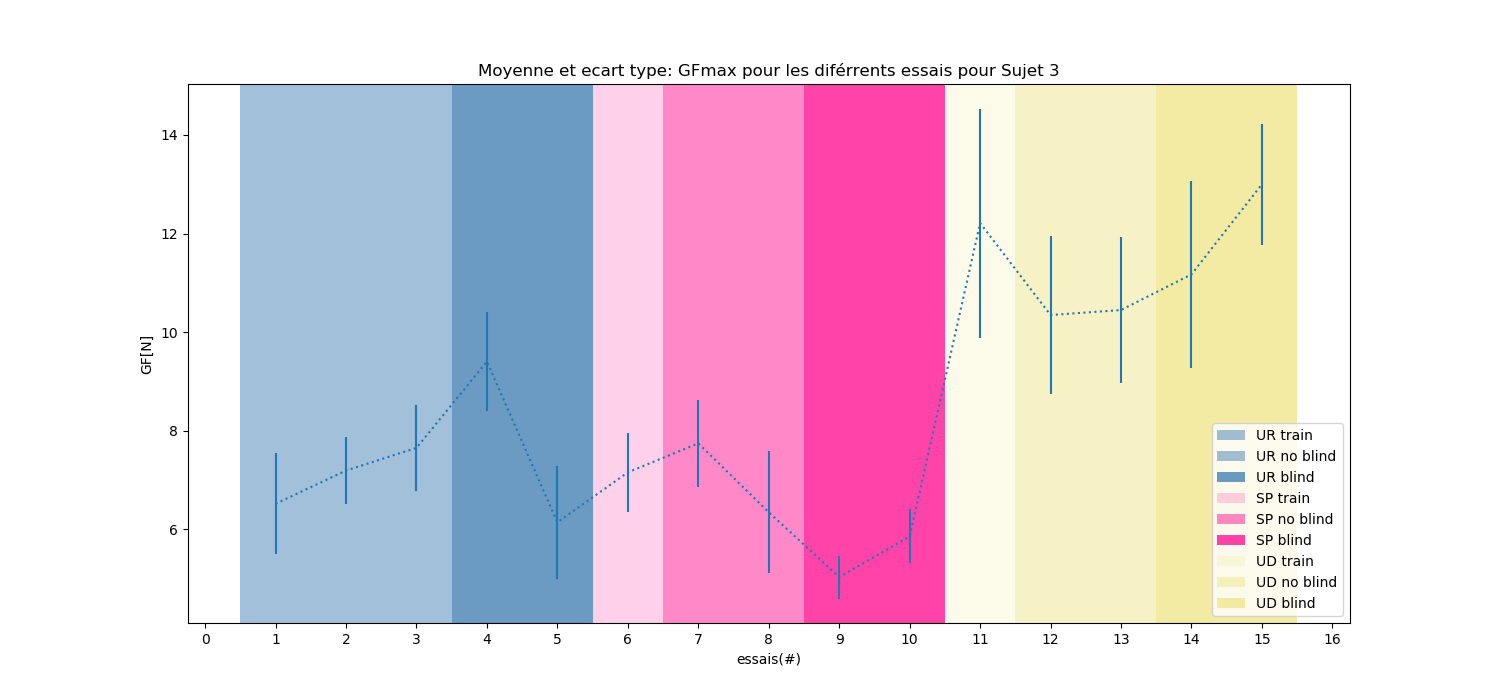 Moyenne et ecart type: GFmax pour les diférrents essais pour Sujet 3
14
12
10
8
6
GF[N]
0 1 2 3 4 5 6 7 8 9 10 11 12 13 14 15 16
essais(#)
UR train
UR no blind
UR blind
SP train
SP no blind
SP blind
UD train
UD no blind
UD blind